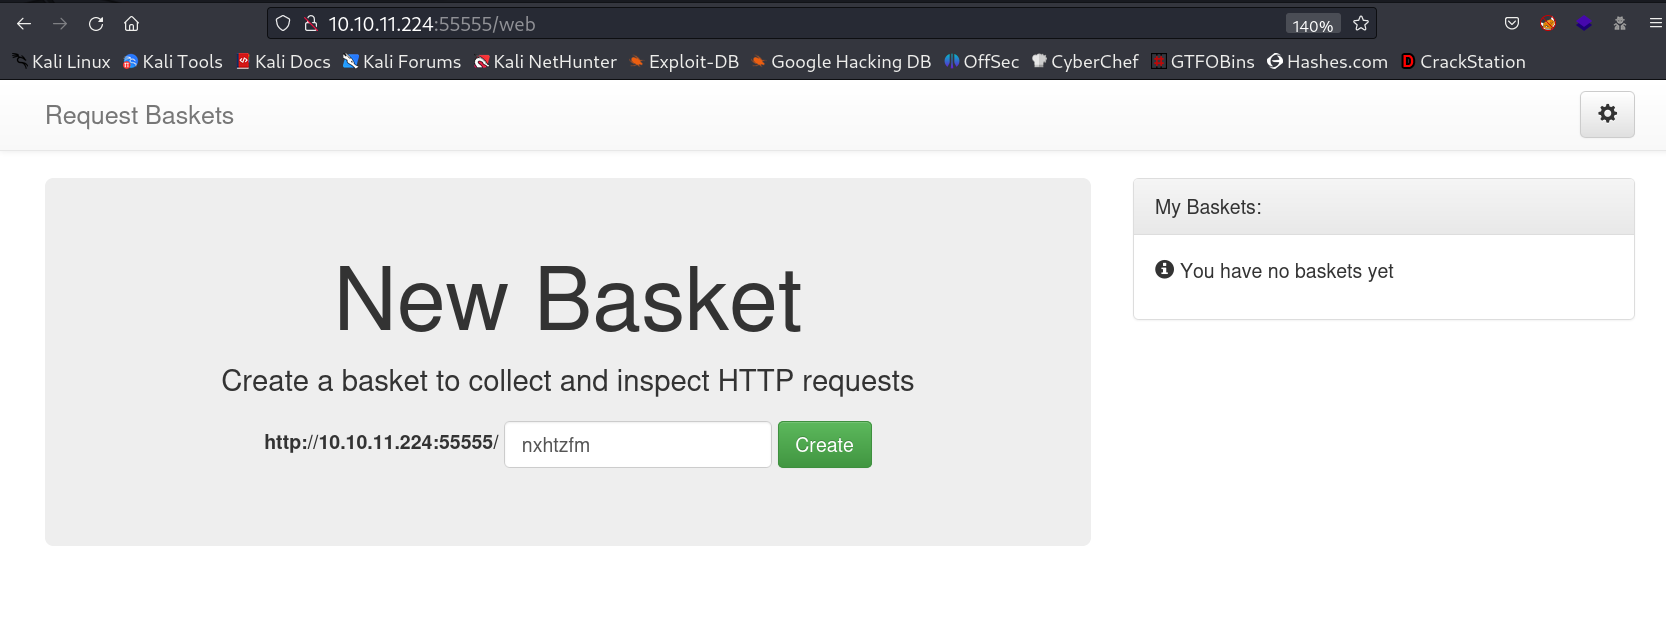 10.10.11.224:55555/web
140%
Kali Linux Kali Tools Kali Docs Kali Forums Kali NetHunter Exploit-DB Google Hacking DB OffSec CyberChef GTFOBins Hashes.com CrackStation
Request Baskets
New Basket
Create a basket to collect and inspect HTTP requests
http://10.10.11.224:55555/ nxhtzfm Create
My Baskets:
You have no baskets yet